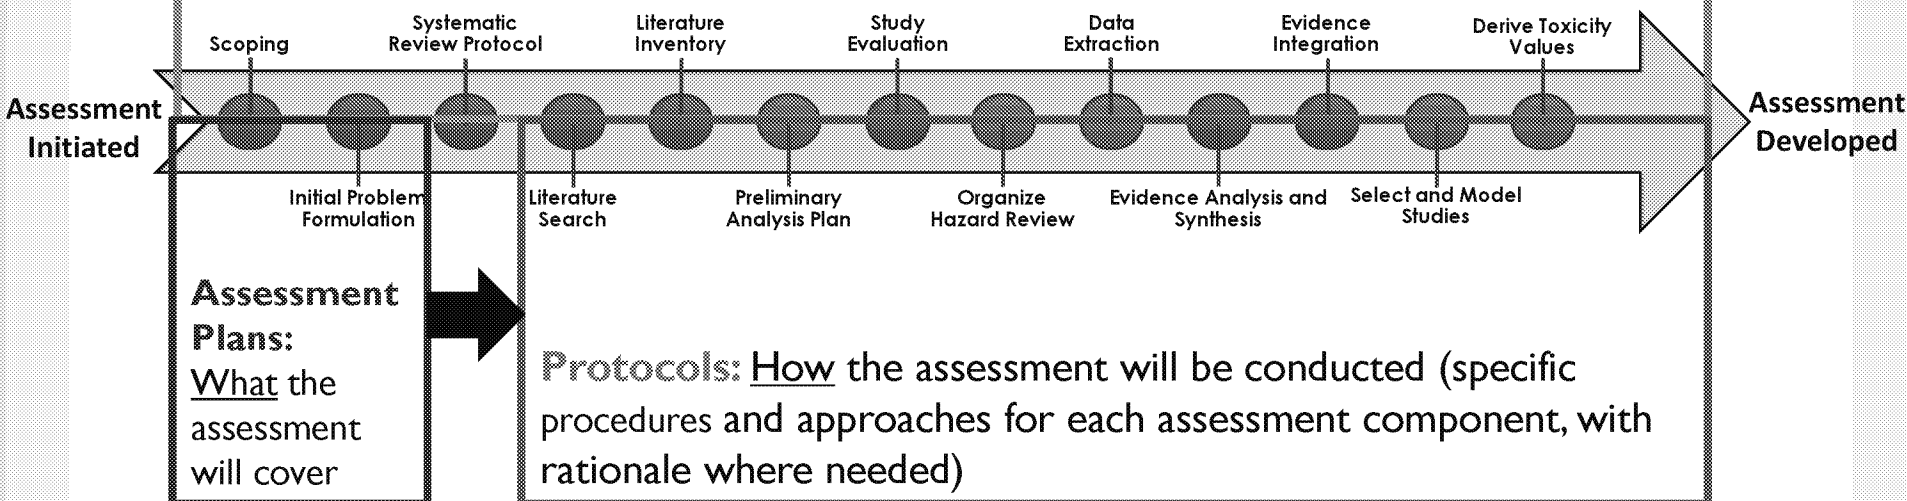 Systematic
Review Protocol
Literature
Inventory
Study
Evaluation
Data
Extraction
Evidence
Integration
Derive Toxicity
Values
Scoping
Assessment
Initiated
Assessment
Developed
Initial Problem
Formulation
Literature
Search
Preliminary
Analysis Plan
Organize
Hazard Review
Evidence Analysis and
Synthesis
Select and Model
Studies
Assessment
Plans:
What the
assessment
will cover
Protocols: How the assessment will be conducted (specific
procedures and approaches for each assessment component, with
rationale where needed)